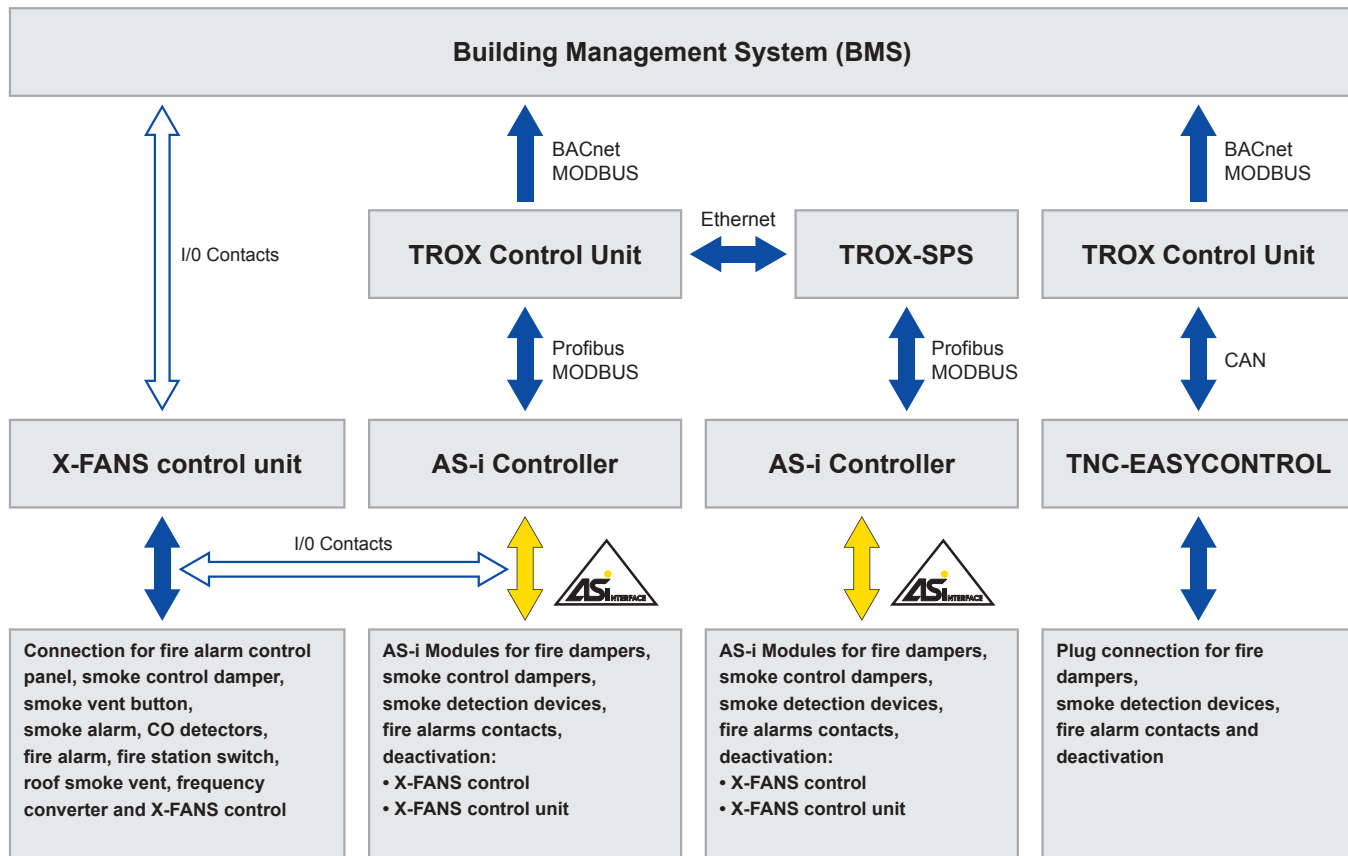 Building Management System (BMS)
BACnet
MODBUS
BACnet
MODBUS
I/0 Contacts
Ethernet
TROX Control Unit
TROX-SPS
TROX Control Unit
Profibus
MODBUS
Profibus
MODBUS
CAN
X-FANS control unit
AS-i Controller
AS-i Controller
TNC-EASYCONTROL
I/0 Contacts
ASi INTERFACE
ASi INTERFACE
Connection for fire alarm control
panel, smoke control damper,
smoke vent button,
smoke alarm, CO detectors,
fire alarm, fire station switch,
roof smoke vent, frequency
converter and X-FANS control
AS-i Modules for fire dampers,
smoke control dampers,
smoke detection devices,
fire alarms contacts,
deactivation:
• X-FANS control
• X-FANS control unit
AS-i Modules for fire dampers,
smoke control dampers,
smoke detection devices,
fire alarms contacts,
deactivation:
• X-FANS control
• X-FANS control unit
Plug connection for fire
dampers,
smoke detection devices,
fire alarm contacts and
deactivation